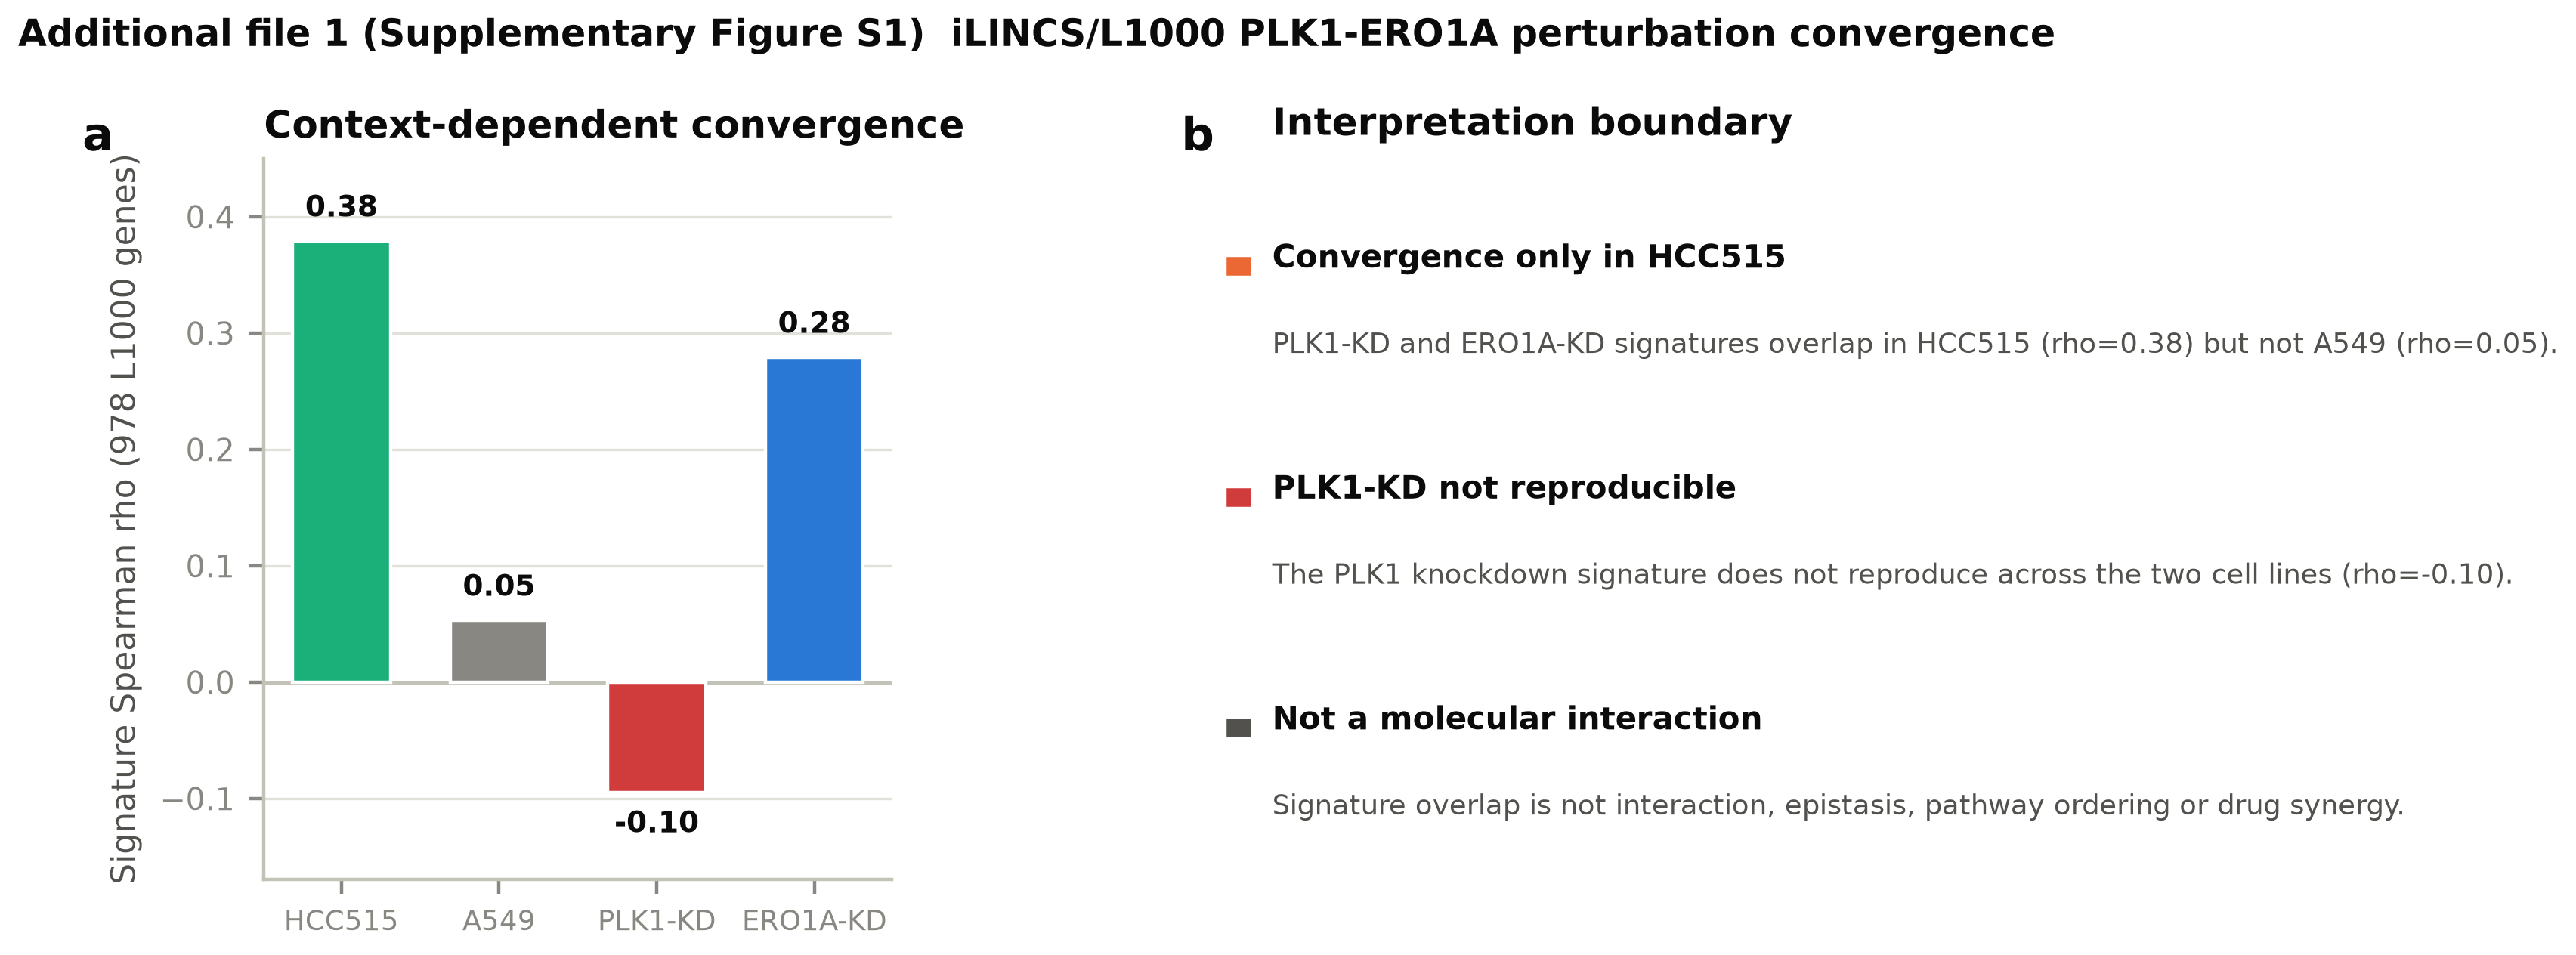 Additional file 1 (Supplementary Figure S1)  iLINCS/L1000 PLK1-ERO1A perturbation convergence
a
Context-dependent convergence
Signature Spearman rho (978 L1000 genes)
0.4
0.3
0.2
0.1
0.0
−0.1
0.38
0.05
-0.10
0.28
HCC515
A549
PLK1-KD
ERO1A-KD
b
Interpretation boundary
Convergence only in HCC515
PLK1-KD and ERO1A-KD signatures overlap in HCC515 (rho=0.38) but not A549 (rho=0.05).
PLK1-KD not reproducible
The PLK1 knockdown signature does not reproduce across the two cell lines (rho=-0.10).
Not a molecular interaction
Signature overlap is not interaction, epistasis, pathway ordering or drug synergy.